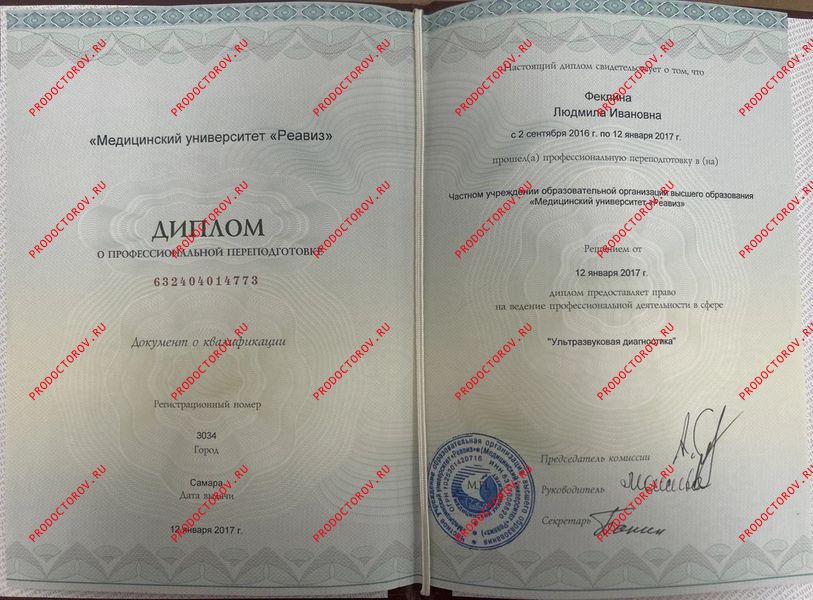 «Медицинский университет «Реавиз»
ДИПЛОМ
О ПРОФЕССИОНАЛЬНОЙ ПЕРЕПОДГОТОВКЕ
632404014773
Документ о квалификации
Регистрационный номер
3034
Город
Самара
Дата выдачи
12 января 2017 г.
Настоящий диплом свидетельствует о том, что
Феклина
Людмила Ивановна
с 2 сентября 2016 г. по 12 января 2017 г.
прошел(а) профессиональную переподготовку в (на)
Частном учреждении образовательной организации высшего образования
«Медицинский университет «Реавиз»
Решением от
12 января 2017 г.
диплом предоставляет право
на ведение профессиональной деятельности в сфере
"Ультразвуковая диагностика"
Председатель комиссии
Руководитель
Секретарь
М.П.
PRODOCTOROV.RU